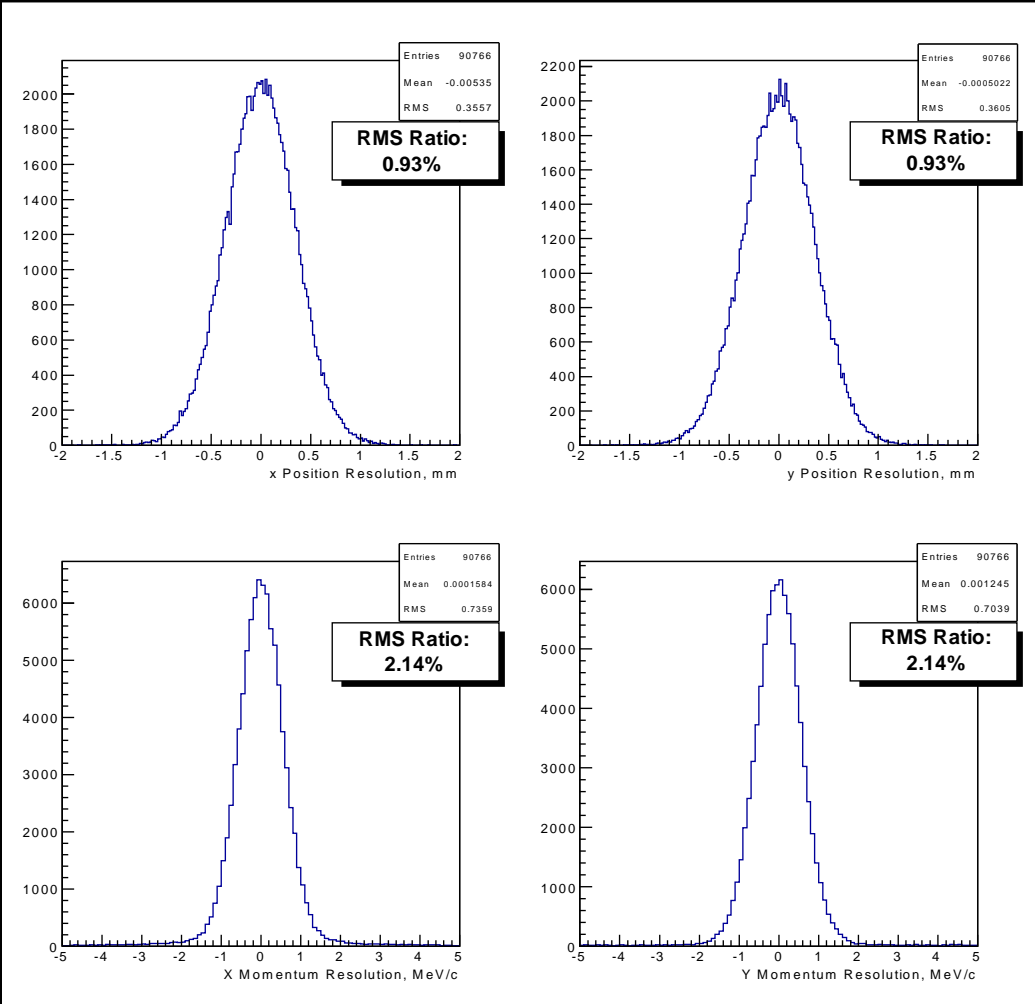 Entries 90766
Mean -0.00535
RMS 0.3557
RMS Ratio:
0.93%
2000
1800
1600
1400
1200
1000
800
600
400
200
0
-2 -1.5 -1 -0.5 0 0.5 1 1.5 2
x Position Resolution, mm
Entries 90766
Mean -0.0005022
RMS 0.3605
RMS Ratio:
0.93%
2200
2000
1800
1600
1400
1200
1000
800
600
400
200
0
-2 -1.5 -1 -0.5 0 0.5 1 1.5 2
y Position Resolution, mm
Entries 90766
Mean 0.0001584
RMS 0.7359
RMS Ratio:
2.14%
6000
5000
4000
3000
2000
1000
0
-5 -4 -3 -2 -1 0 1 2 3 4 5
X Momentum Resolution, MeV/c
Entries 90766
Mean 0.001245
RMS 0.7039
RMS Ratio:
2.14%
6000
5000
4000
3000
2000
1000
0
-5 -4 -3 -2 -1 0 1 2 3 4 5
Y Momentum Resolution, MeV/c